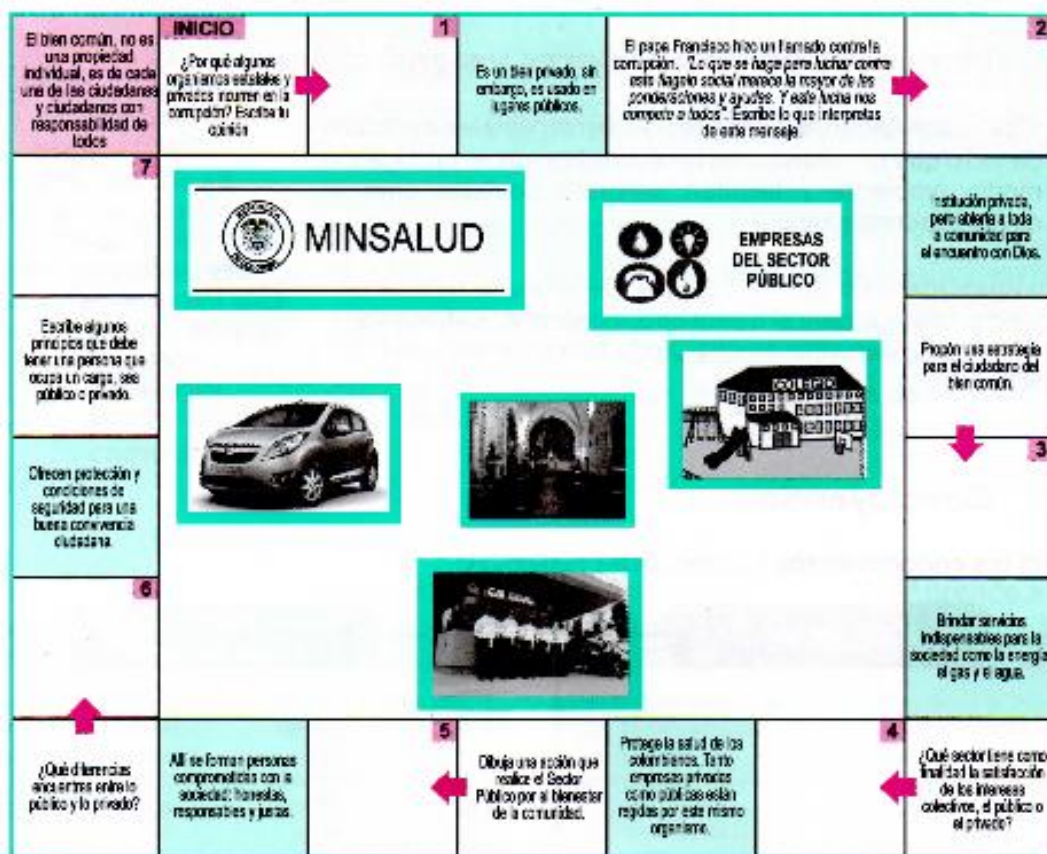 El bien común, no es
una propiedad
individual, es de cada
una de las ciudadanas
y ciudadanos con
responsabilidad de
todos
INICIO
¿Por qué algunos
organismos estatales y
privados incurren en la
corrupción? Escribe tu
opinión
1
Es un bien privado, sin
embargo, es usado en
lugares públicos.
El papa Francisco hizo un llamado contra la
corrupción. "Lo que se haga para luchar contra
este flagelo social merece la mayor de las
ponderaciones y ayudas. Y esta lucha nos
compete a todos". Escribe lo que interpretas
de este mensaje.
2
Institución privada,
pero abierta a toda
a comunidad para
el encuentro con Dios.
Propón una estrategia
para el ciudadano del
bien común.
3
Brindar servicios
indispensables para la
sociedad como la energía
el gas y el agua.
¿Qué sector tiene como
finalidad la satisfacción
de los intereses
colectivos, el público o
el privado?
4
Protege la salud de los
colombianos. Tanto
empresas privadas
como públicas están
regidas por este mismo
organismo.
Dibuja una acción que
realice el Sector
Público por el bienestar
de la comunidad.
5
Allí se forman personas
comprometidas con la
sociedad: honestas,
responsables y justas.
¿Qué diferencias
encuentras entre lo
público y lo privado?
6
Ofrecen protección y
condiciones de
seguridad para una
buena convivencia
ciudadana.
Escribe algunos
principios que debe
tener una persona que
ocupa un cargo, sea
público o privado.
7
MINSALUD
EMPRESAS
DEL SECTOR
PÚBLICO
COLEGIO